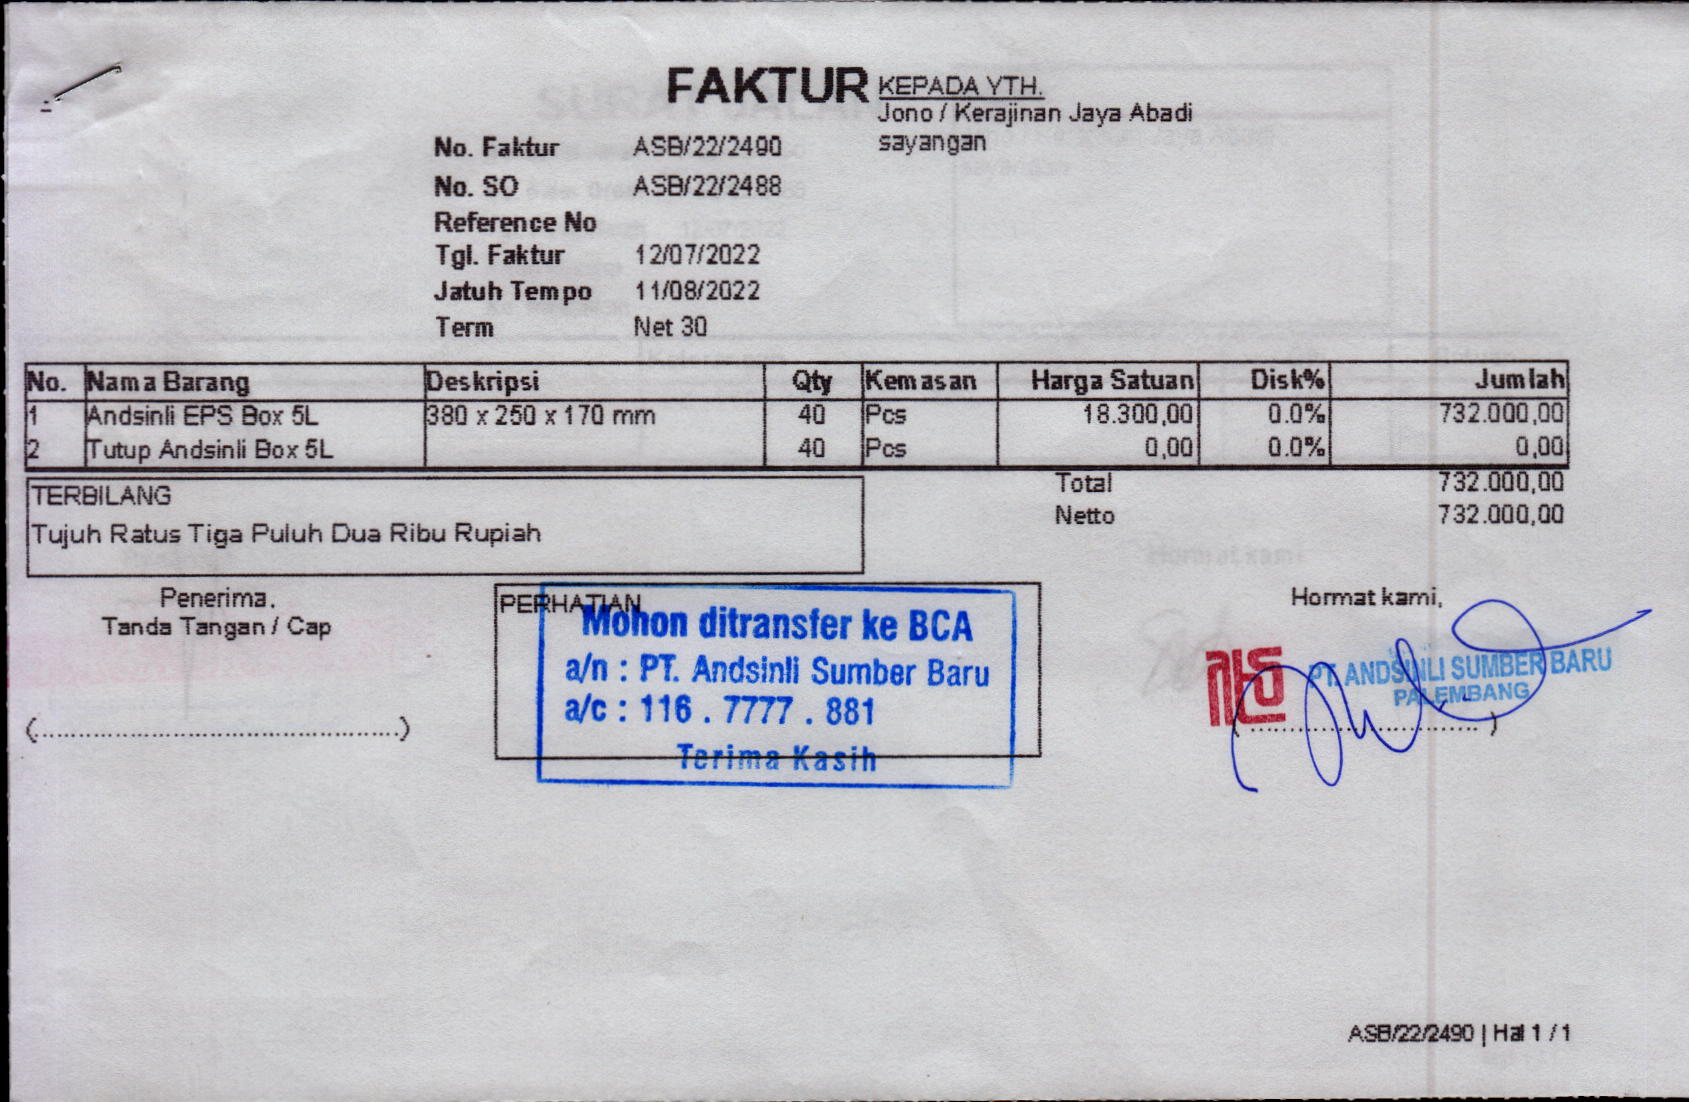 FAKTUR
KEPADA YTH.
Jono / Kerajinan Jaya Abadi
sayangan
No. Faktur ASB/22/2490
No. SO ASB/22/2488
Reference No
Tgl. Faktur 12/07/2022
Jatuh Tempo 11/08/2022
Term Net 30
No. Nama Barang Deskripsi Qty Kemasan Harga Satuan Disk% Jumlah
1 Andsinli EPS Box 5L 380 x 250 x 170 mm 40 Pcs 18.300,00 0.0% 732.000,00
2 Tutup Andsinli Box 5L 40 Pcs 0,00 0.0% 0,00
Total 732.000,00
Netto 732.000,00
TERBILANG
Tujuh Ratus Tiga Puluh Dua Ribu Rupiah
Penerima,
Tanda Tangan / Cap
(............................................)
PERHATIAN
Mohon ditransfer ke BCA
a/n : PT. Andsinli Sumber Baru
a/c : 116 . 7777 . 881
Terima Kasih
Hormat kami,
PT. ANDSINLI SUMBER BARU
PALEMBANG
(............................)
ASB/22/2490 | Hal 1 / 1